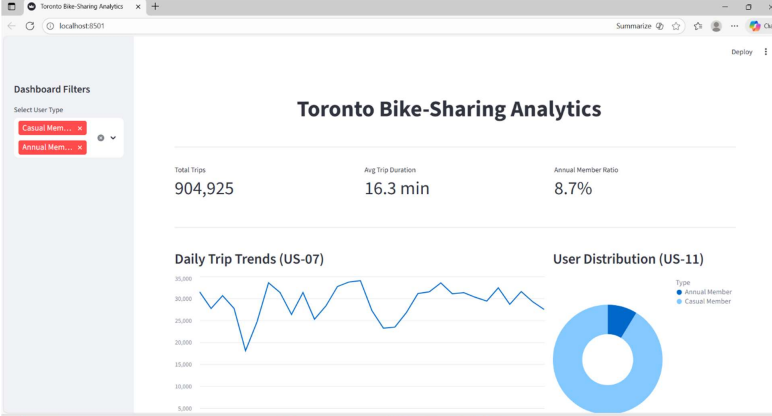 Toronto Bike-Sharing Analytics
localhost:8501
Summarize
Deploy
Dashboard Filters
Select User Type
Casual Mem...
Annual Mem...
Toronto Bike-Sharing Analytics
Total Trips
904,925
Avg Trip Duration
16.3 min
Annual Member Ratio
8.7%
Daily Trip Trends (US-07)
35,000
30,000
25,000
20,000
15,000
10,000
5,000
User Distribution (US-11)
Type
Annual Member
Casual Member